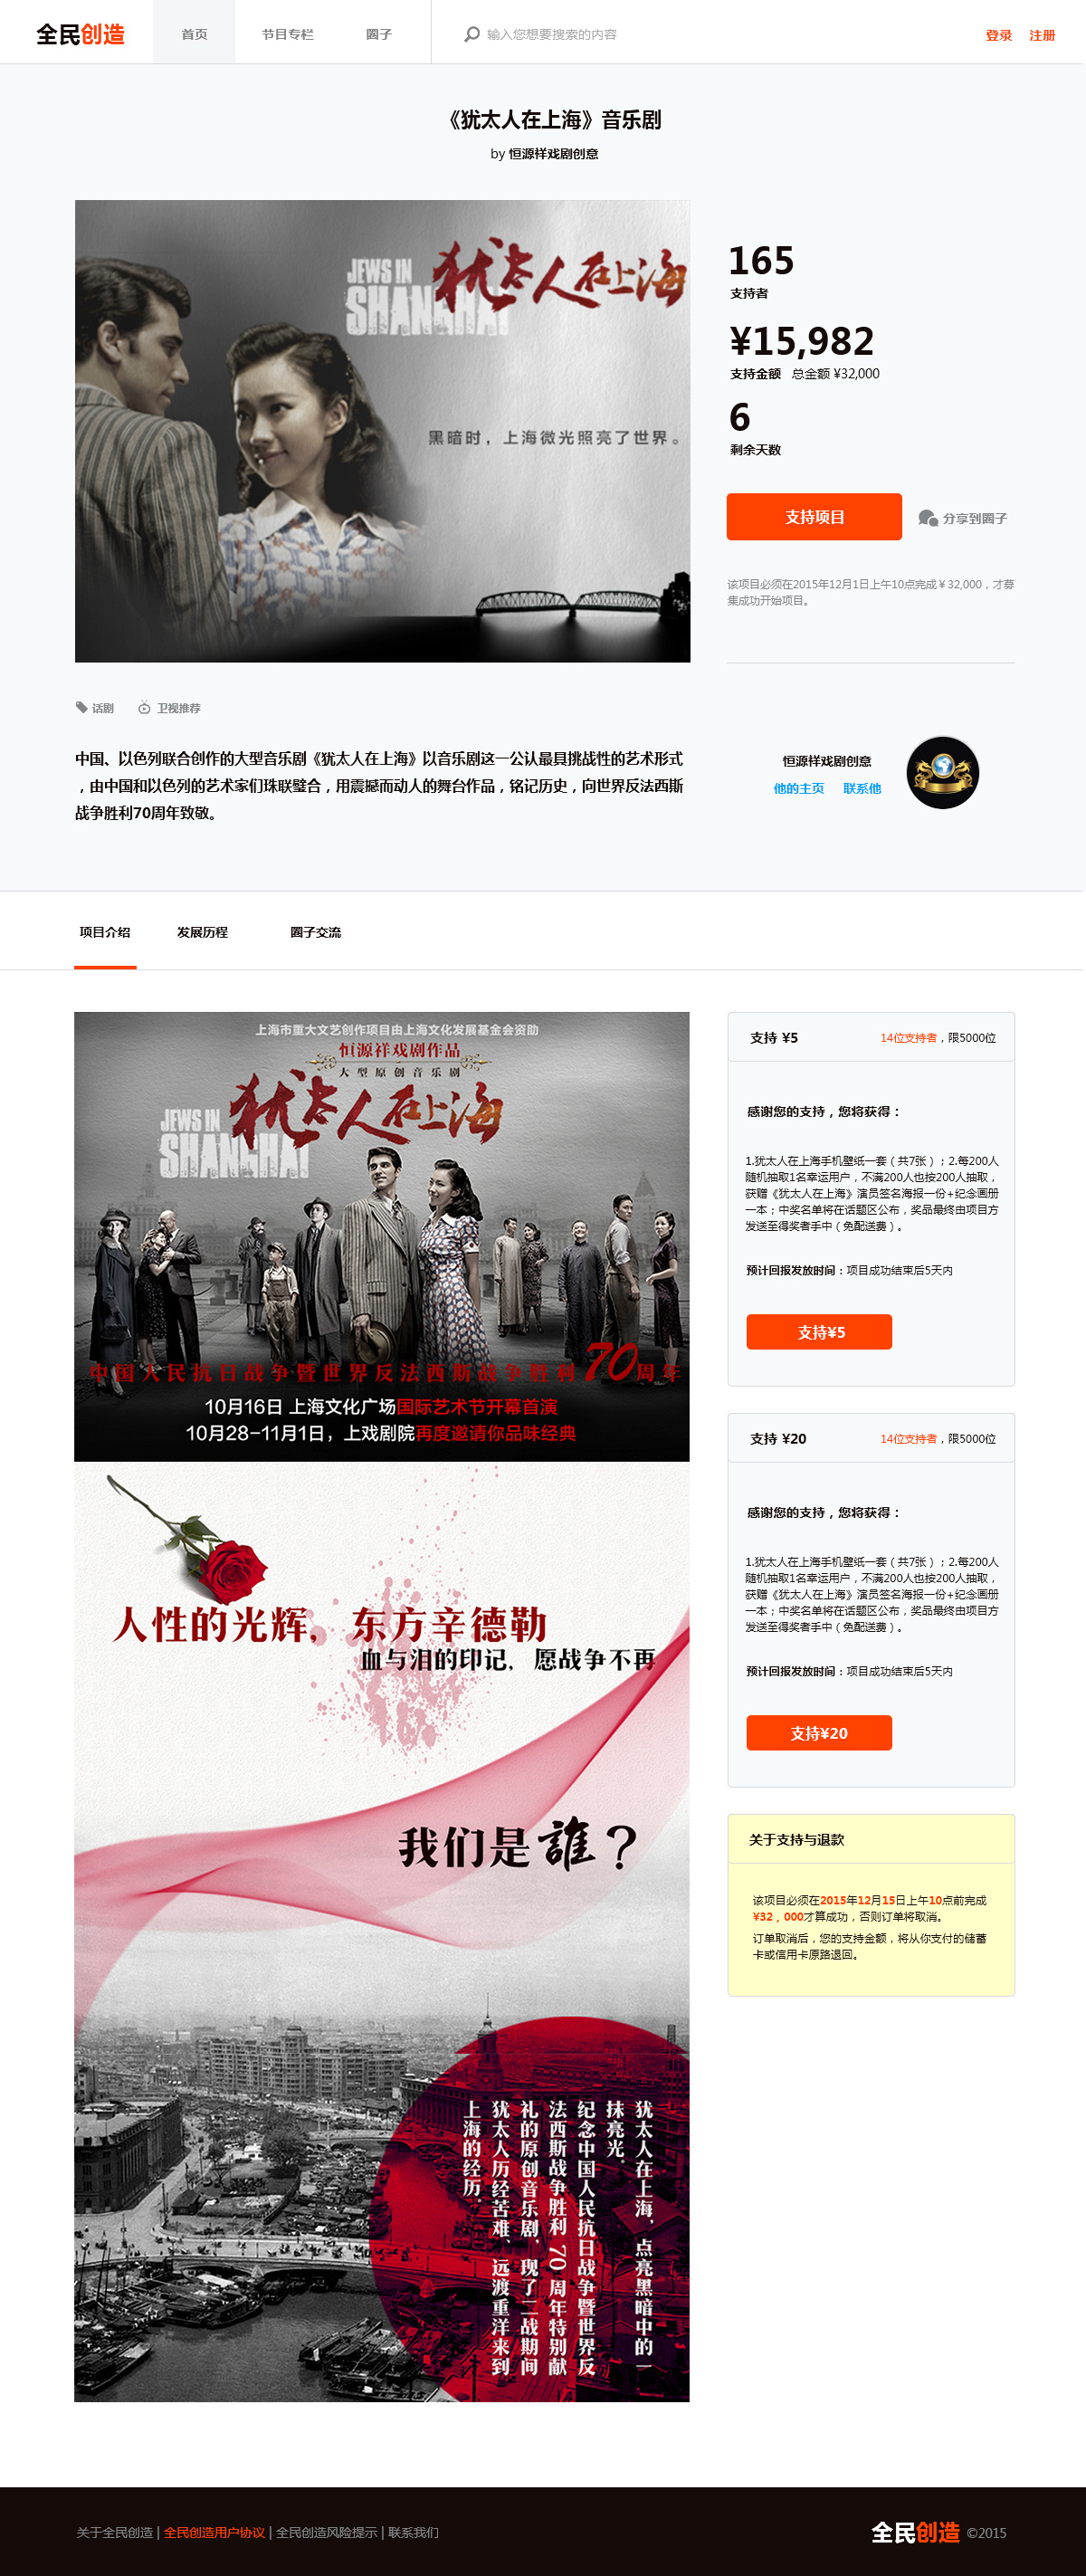 全民创造
首页
节目专栏
圈子
输入您想要搜索的内容
登录
注册
《犹太人在上海》音乐剧
by 恒源祥戏剧创意
JEWS IN
SHANGHAI
犹太人在上海
黑暗时，上海微光照亮了世界。
165
支持者
¥15,982
支持金额 总金额 ¥32,000
6
剩余天数
支持项目
分享到圈子
该项目必须在2015年12月1日上午10点完成￥32,000，才募
集成功开始项目。
话剧
卫视推荐
中国、以色列联合创作的大型音乐剧《犹太人在上海》以音乐剧这一公认最具挑战性的艺术形式
，由中国和以色列的艺术家们珠联璧合，用震撼而动人的舞台作品，铭记历史，向世界反法西斯
战争胜利70周年致敬。
恒源祥戏剧创意
他的主页 联系他
项目介绍
发展历程
圈子交流
上海市重大文艺创作项目由上海文化发展基金会资助
恒源祥戏剧作品
大型原创音乐剧
JEWS IN
SHANGHAI
犹太人在上海
中国人民抗日战争暨世界反法西斯战争胜利70周年
10月16日 上海文化广场国际艺术节开幕首演
10月28-11月1日，上戏剧院再度邀请你品味经典
人性的光辉，东方辛德勒
血与泪的印记，愿战争不再
我们是誰？
犹太人在上海，点亮黑暗中的一
抹亮光．
纪念中国人民抗日战争暨世界反
法西斯战争胜利 70 周年特别献
礼的原创音乐剧，现了二战期间
犹太人历经苦难、远渡重洋来到
上海的经历．
支持 ¥5
14位支持者，限5000位
感谢您的支持，您将获得：
1.犹太人在上海手机壁纸一套（共7张）；2.每200人
随机抽取1名幸运用户，不满200人也按200人抽取，
获赠《犹太人在上海》演员签名海报一份+纪念画册
一本；中奖名单将在话题区公布，奖品最终由项目方
发送至得奖者手中（免配送费）。
预计回报发放时间：项目成功结束后5天内
支持¥5
支持 ¥20
14位支持者，限5000位
感谢您的支持，您将获得：
1.犹太人在上海手机壁纸一套（共7张）；2.每200人
随机抽取1名幸运用户，不满200人也按200人抽取，
获赠《犹太人在上海》演员签名海报一份+纪念画册
一本；中奖名单将在话题区公布，奖品最终由项目方
发送至得奖者手中（免配送费）。
预计回报发放时间：项目成功结束后5天内
支持¥20
关于支持与退款
该项目必须在2015年12月15日上午10点前完成
¥32，000才算成功，否则订单将取消。
订单取消后，您的支持金额，将从你支付的储蓄
卡或信用卡原路退回。
关于全民创造 | 全民创造用户协议 | 全民创造风险提示 | 联系我们
全民创造 ©2015